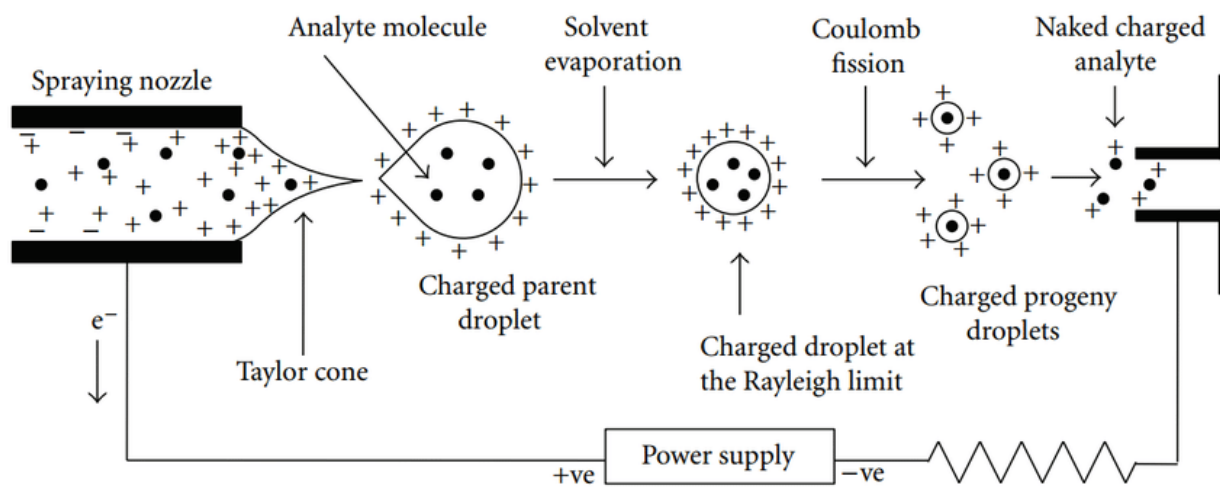 Analyte molecule
Solvent
evaporation
Coulomb
fission
Naked charged
analyte
Spraying nozzle
Charged parent
droplet
Charged progeny
droplets
e⁻
Taylor cone
Charged droplet at
the Rayleigh limit
+ve
Power supply
−ve